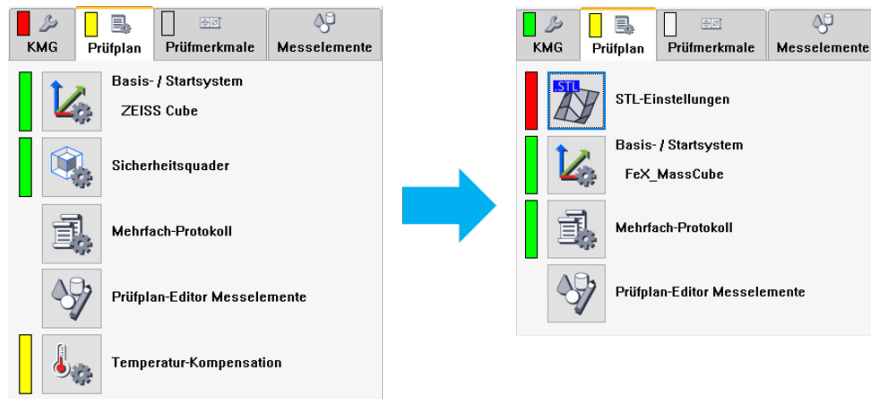 KMG
Prüfplan
Prüfmerkmale
Messelemente
Basis- / Startsystem
ZEISS Cube
Sicherheitsquader
Mehrfach-Protokoll
Prüfplan-Editor Messelemente
Temperatur-Kompensation
KMG
Prüfplan
Prüfmerkmale
Messelemente
STL
STL-Einstellungen
Basis- / Startsystem
FeX_MassCube
Mehrfach-Protokoll
Prüfplan-Editor Messelemente